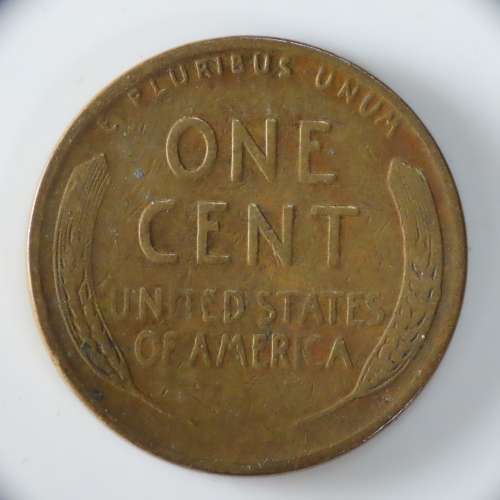 E PLURIBUS UNUM
ONE
CENT
UNITED STATES
OF AMERICA